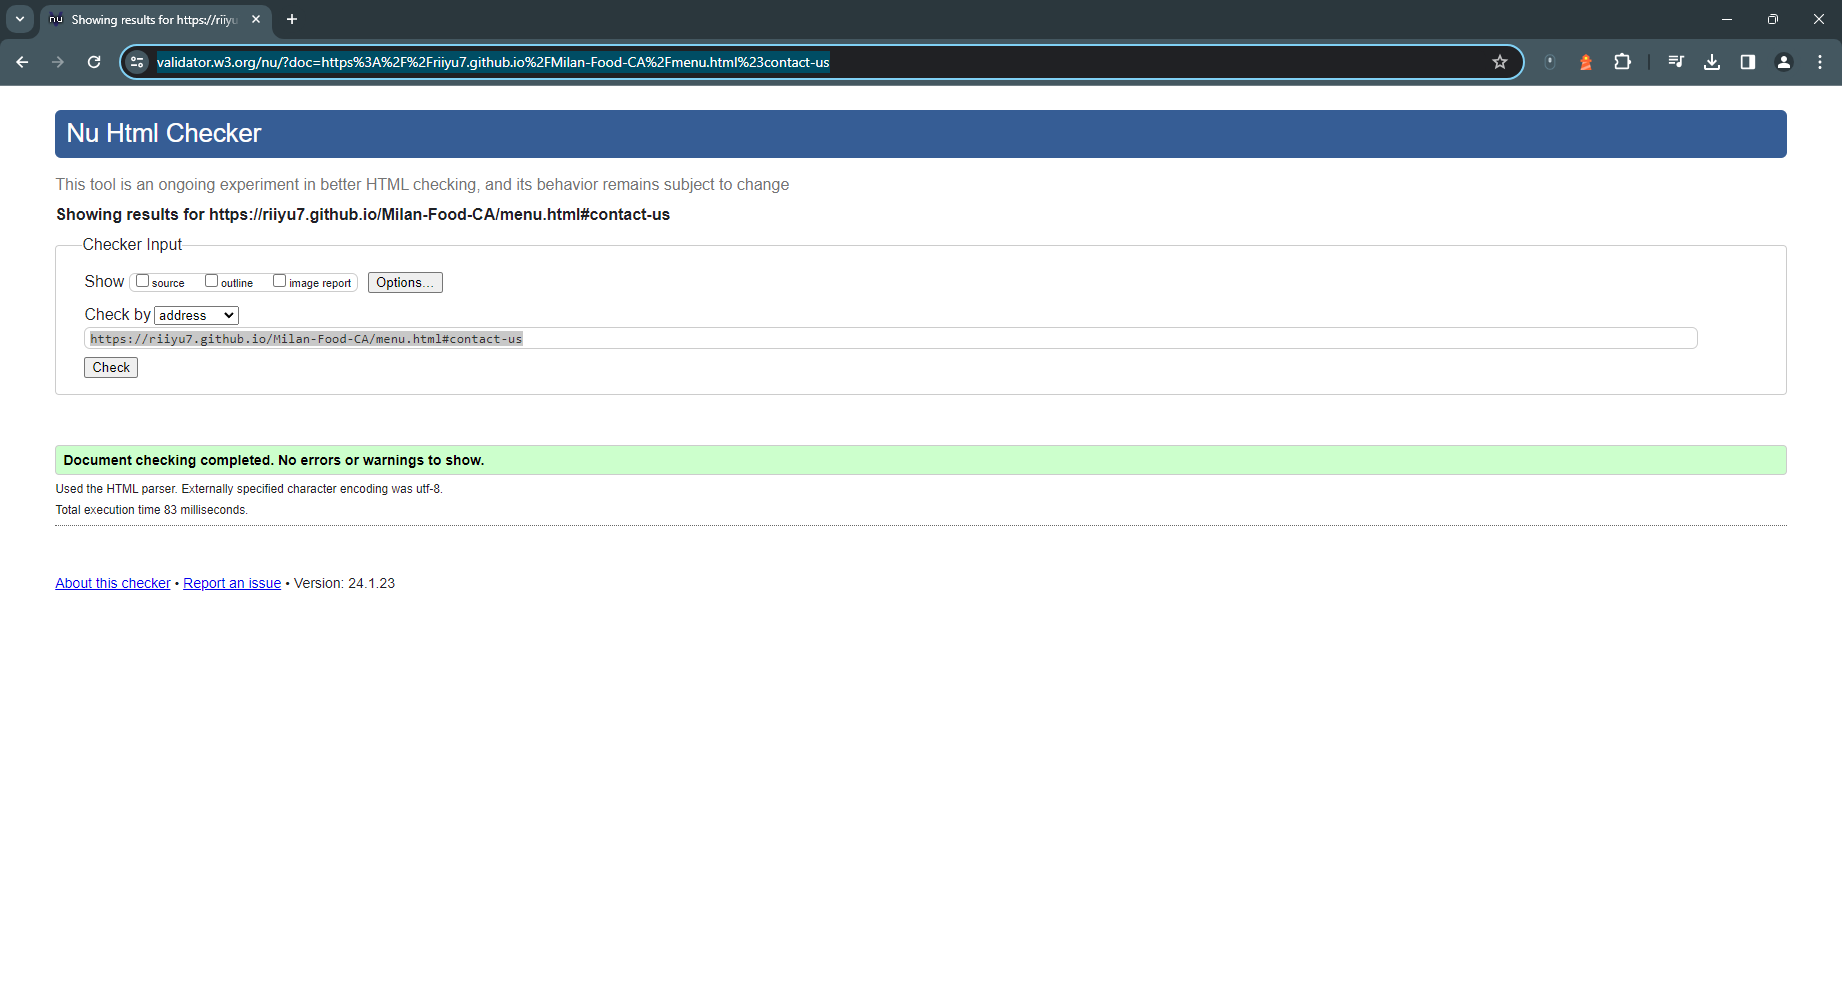 nu Showing results for https://riiyu
validator.w3.org/nu/?doc=https%3A%2F%2Friiyu7.github.io%2FMilan-Food-CA%2Fmenu.html%23contact-us
Nu Html Checker
This tool is an ongoing experiment in better HTML checking, and its behavior remains subject to change
Showing results for https://riiyu7.github.io/Milan-Food-CA/menu.html#contact-us
Checker Input
Show source outline image report Options...
Check by address
https://riiyu7.github.io/Milan-Food-CA/menu.html#contact-us
Check
Document checking completed. No errors or warnings to show.
Used the HTML parser. Externally specified character encoding was utf-8.
Total execution time 83 milliseconds.
About this checker • Report an issue • Version: 24.1.23